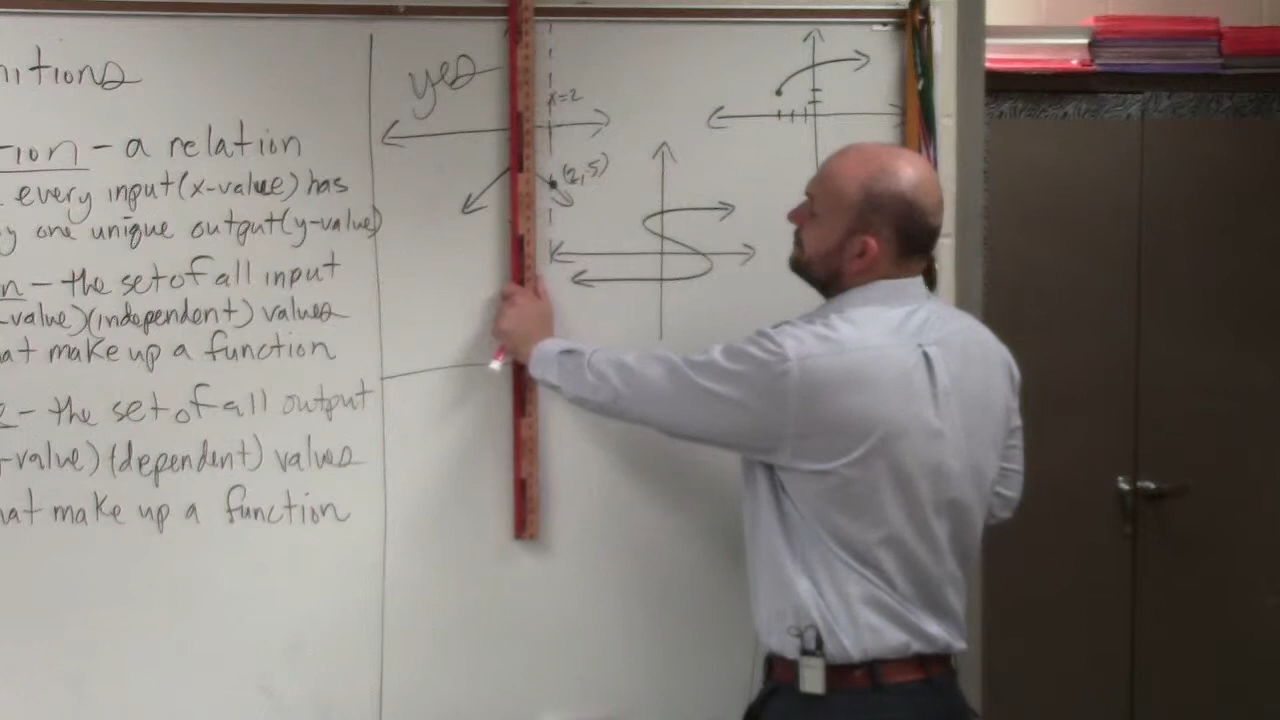 nitions
tion - a relation
every input (x-value) has
y one unique output (y-value)
n - the set of all input
-value) (independent) values
at make up a function
e - the set of all output
-value) (dependent) values
hat make up a function
yes
x=2
(2,-5)